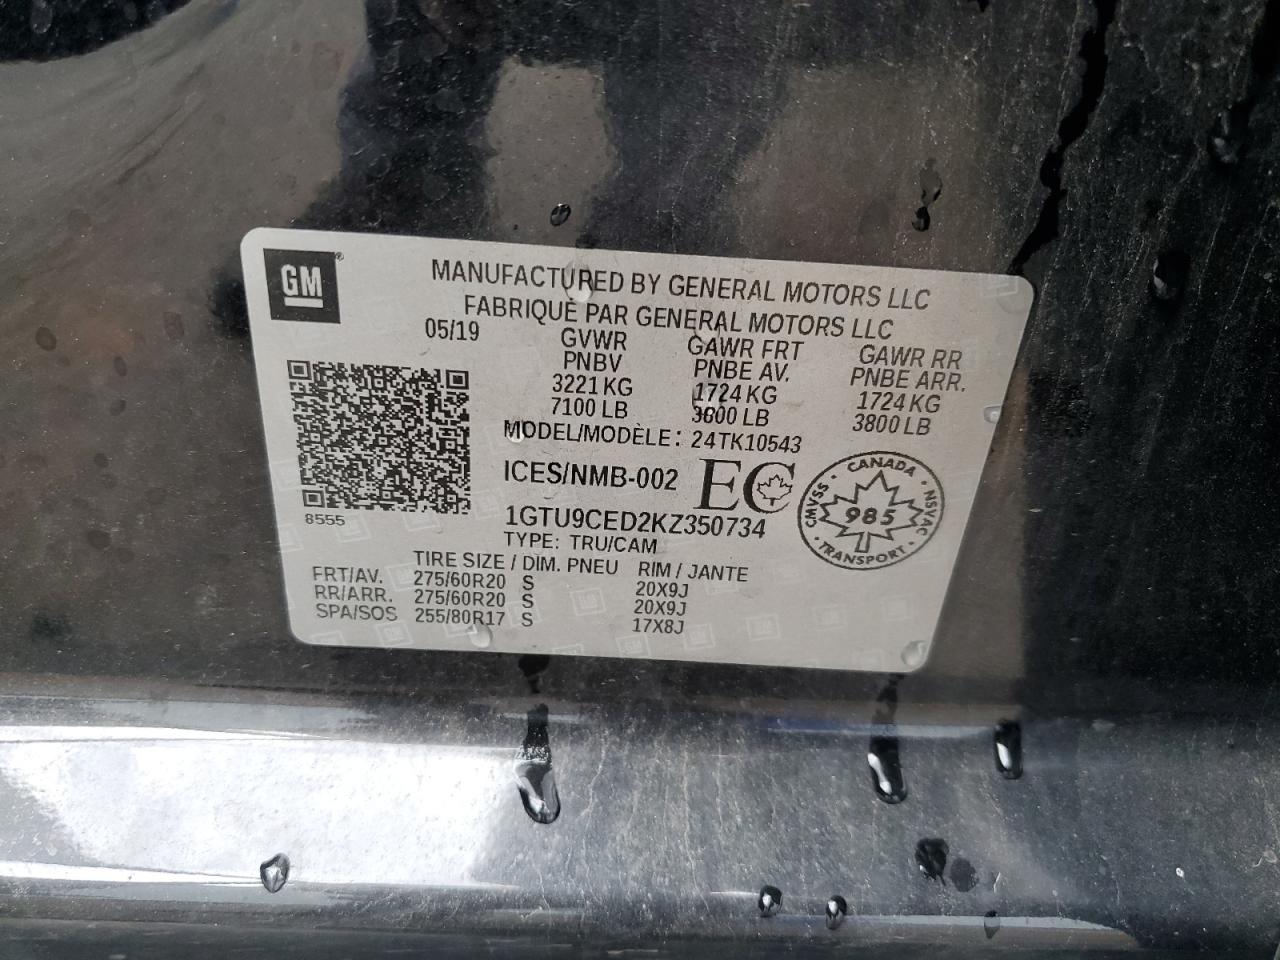 GM®
MANUFACTURED BY GENERAL MOTORS LLC
FABRIQUÉ PAR GENERAL MOTORS LLC
05/19
GVWR GAWR FRT GAWR RR
PNBV PNBE AV. PNBE ARR.
3221 KG 1724 KG 1724 KG
7100 LB 3800 LB 3800 LB
MODEL/MODÈLE: 24TK10543
ICES/NMB-002 EC
CANADA
CMVSS 985 NSVAC
TRANSPORT
8555
1GTU9CED2KZ350734
TYPE: TRU/CAM
TIRE SIZE / DIM. PNEU RIM / JANTE
FRT/AV. 275/60R20 S 20X9J
RR/ARR. 275/60R20 S 20X9J
SPA/SOS 255/80R17 S 17X8J